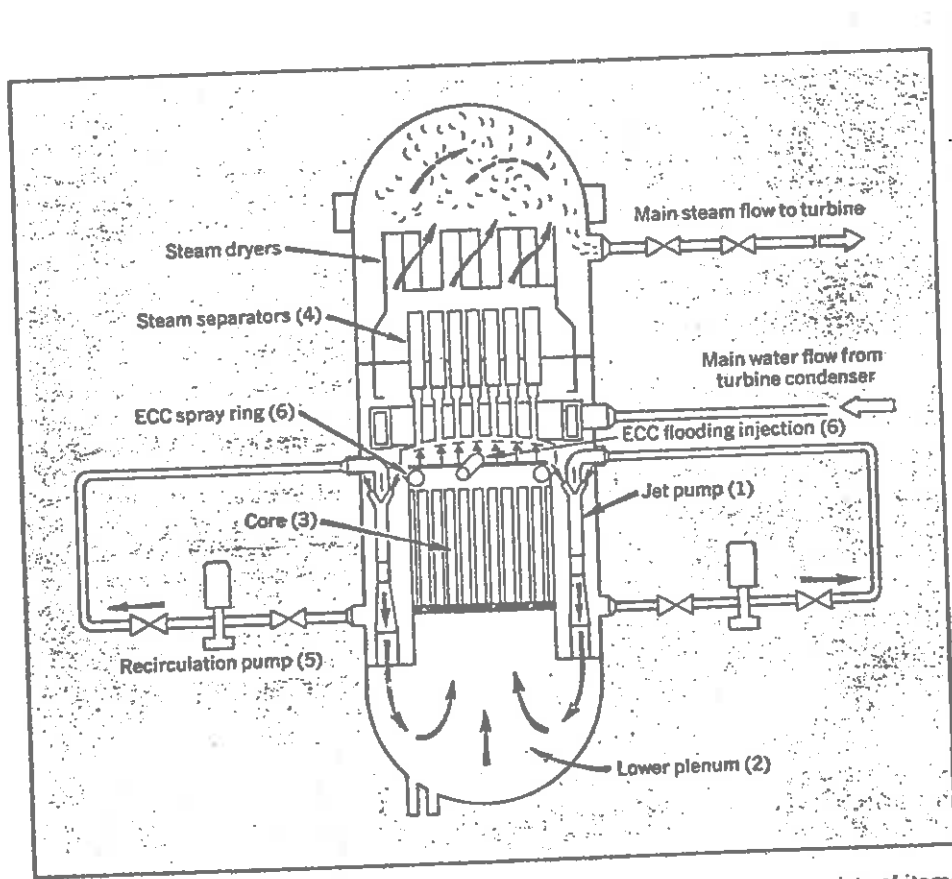 Main steam flow to turbine
Steam dryers
Steam separators (4)
Main water flow from
turbine condenser
ECC spray ring (6)
ECC flooding injection (6)
Jet pump (1)
Core (3)
Recirculation pump (5)
Lower plenum (2)